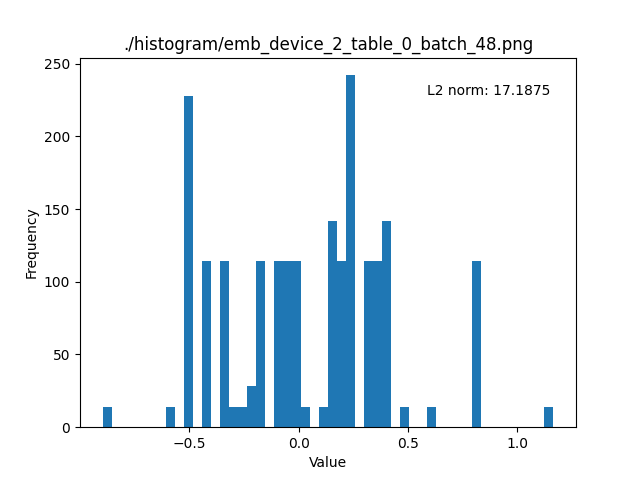 ./histogram/emb_device_2_table_0_batch_48.png
L2 norm: 17.1875
250
200
150
100
50
0
Frequency
−0.5 0.0 0.5 1.0
Value